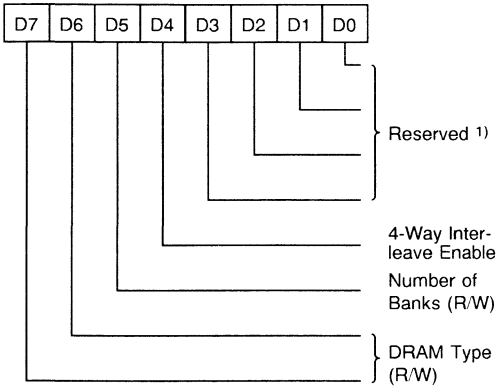 D7 D6 D5 D4 D3 D2 D1 D0
Reserved 1)
4-Way Inter-
leave Enable
Number of
Banks (R/W)
DRAM Type
(R/W)